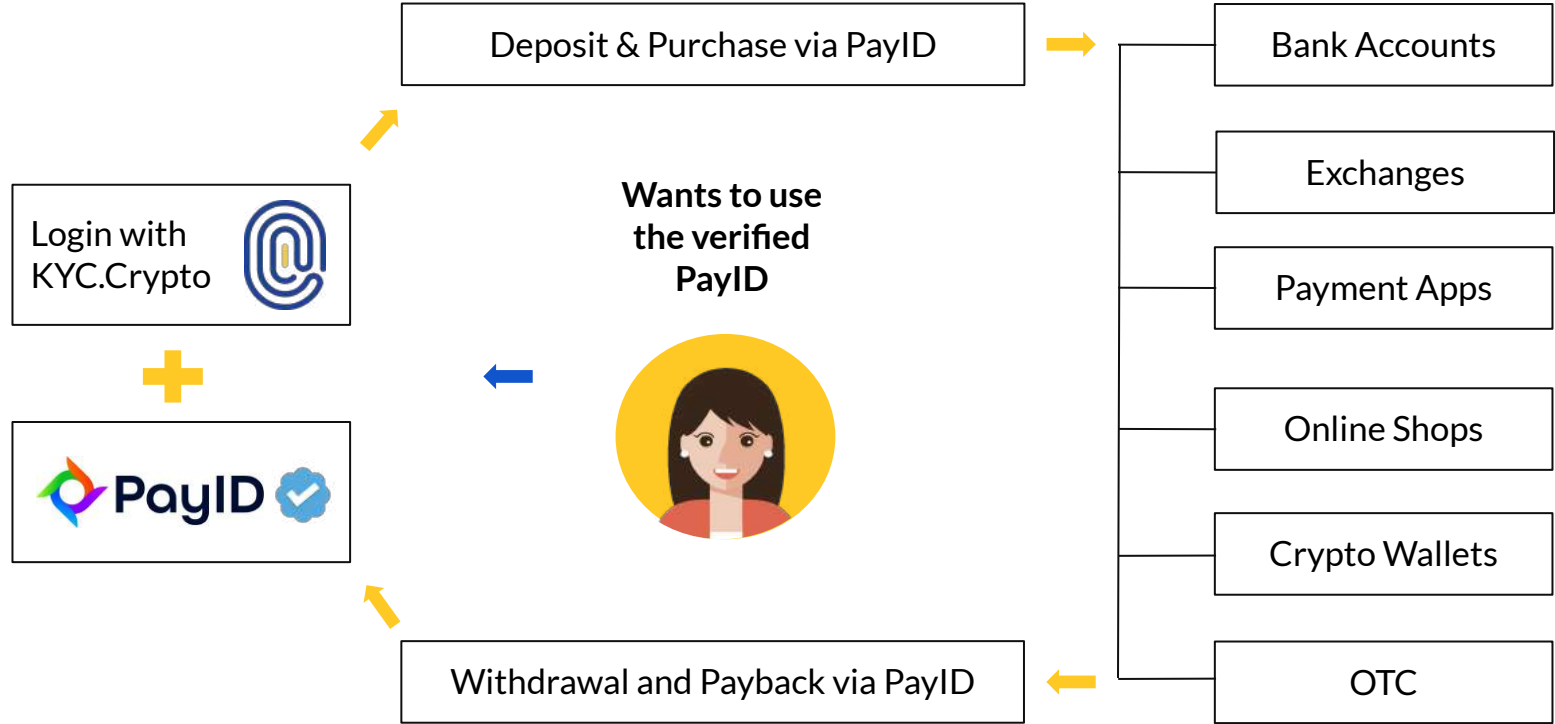 Deposit & Purchase via PayID
Bank Accounts
Exchanges
Payment Apps
Online Shops
Crypto Wallets
OTC
Login with
KYC.Crypto
Wants to use
the verified
PayID
PayID
Withdrawal and Payback via PayID